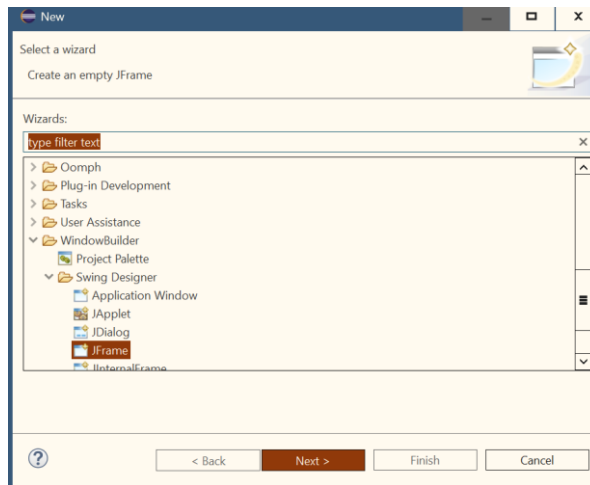 New
Select a wizard
Create an empty JFrame
Wizards:
type filter text
Oomph
Plug-in Development
Tasks
User Assistance
WindowBuilder
Project Palette
Swing Designer
Application Window
JApplet
JDialog
JFrame
JInternalFrame
< Back Next > Finish Cancel